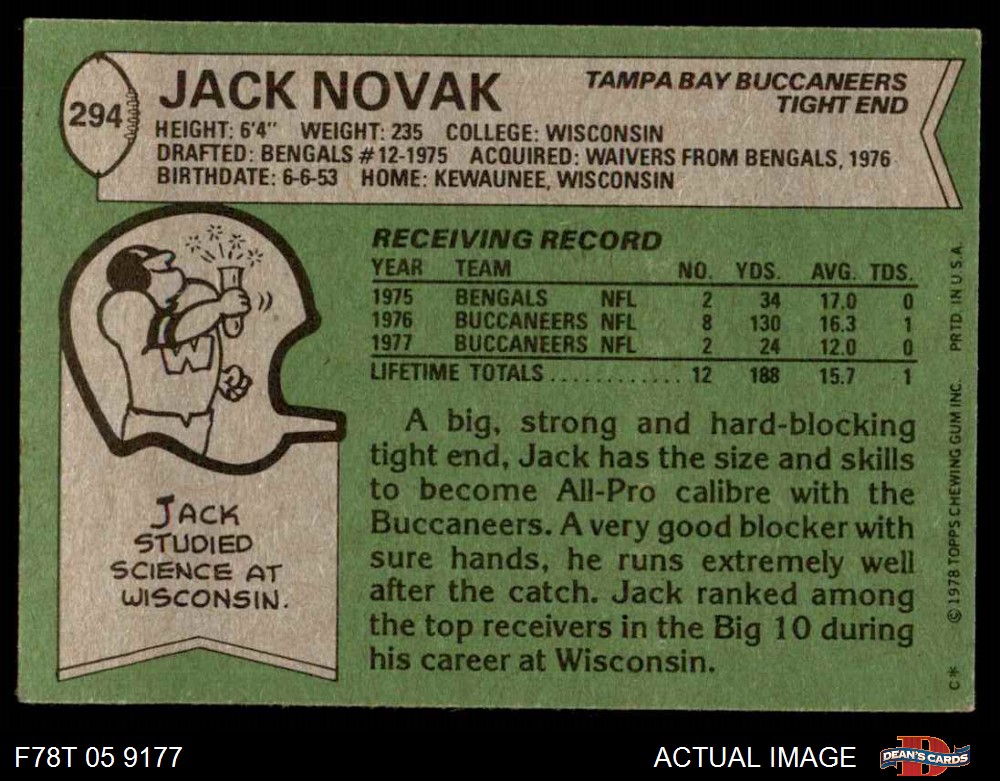 294
JACK NOVAK
TAMPA BAY BUCCANEERS
TIGHT END
HEIGHT: 6'4" WEIGHT: 235 COLLEGE: WISCONSIN
DRAFTED: BENGALS #12-1975 ACQUIRED: WAIVERS FROM BENGALS, 1976
BIRTHDATE: 6-6-53 HOME: KEWAUNEE, WISCONSIN
W
JACK
STUDIED
SCIENCE AT
WISCONSIN.
RECEIVING RECORD
YEAR TEAM NO. YDS. AVG. TDS.
1975 BENGALS NFL 2 34 17.0 0
1976 BUCCANEERS NFL 8 130 16.3 1
1977 BUCCANEERS NFL 2 24 12.0 0
LIFETIME TOTALS............ 12 188 15.7 1
A big, strong and hard-blocking
tight end, Jack has the size and skills
to become All-Pro calibre with the
Buccaneers. A very good blocker with
sure hands, he runs extremely well
after the catch. Jack ranked among
the top receivers in the Big 10 during
his career at Wisconsin.
C* © 1978 TOPPS CHEWING GUM INC. PRTD. IN U.S.A.
F78T 05 9177
ACTUAL IMAGE
DEAN'S CARDS